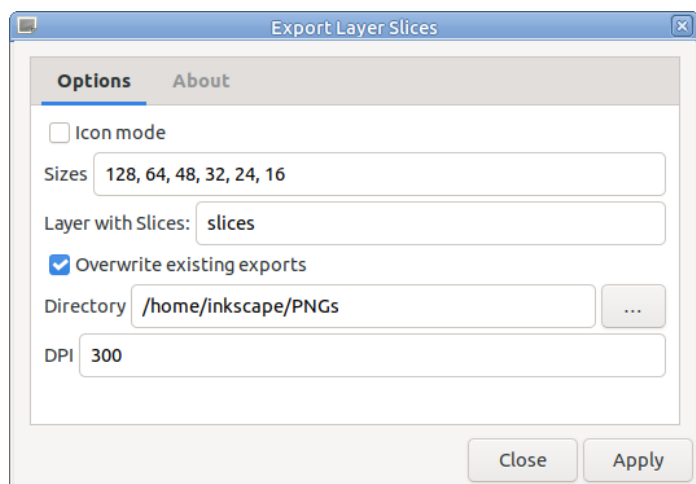 Export Layer Slices
Options About
Icon mode
Sizes 128, 64, 48, 32, 24, 16
Layer with Slices: slices
Overwrite existing exports
Directory /home/inkscape/PNGs ...
DPI 300
Close Apply